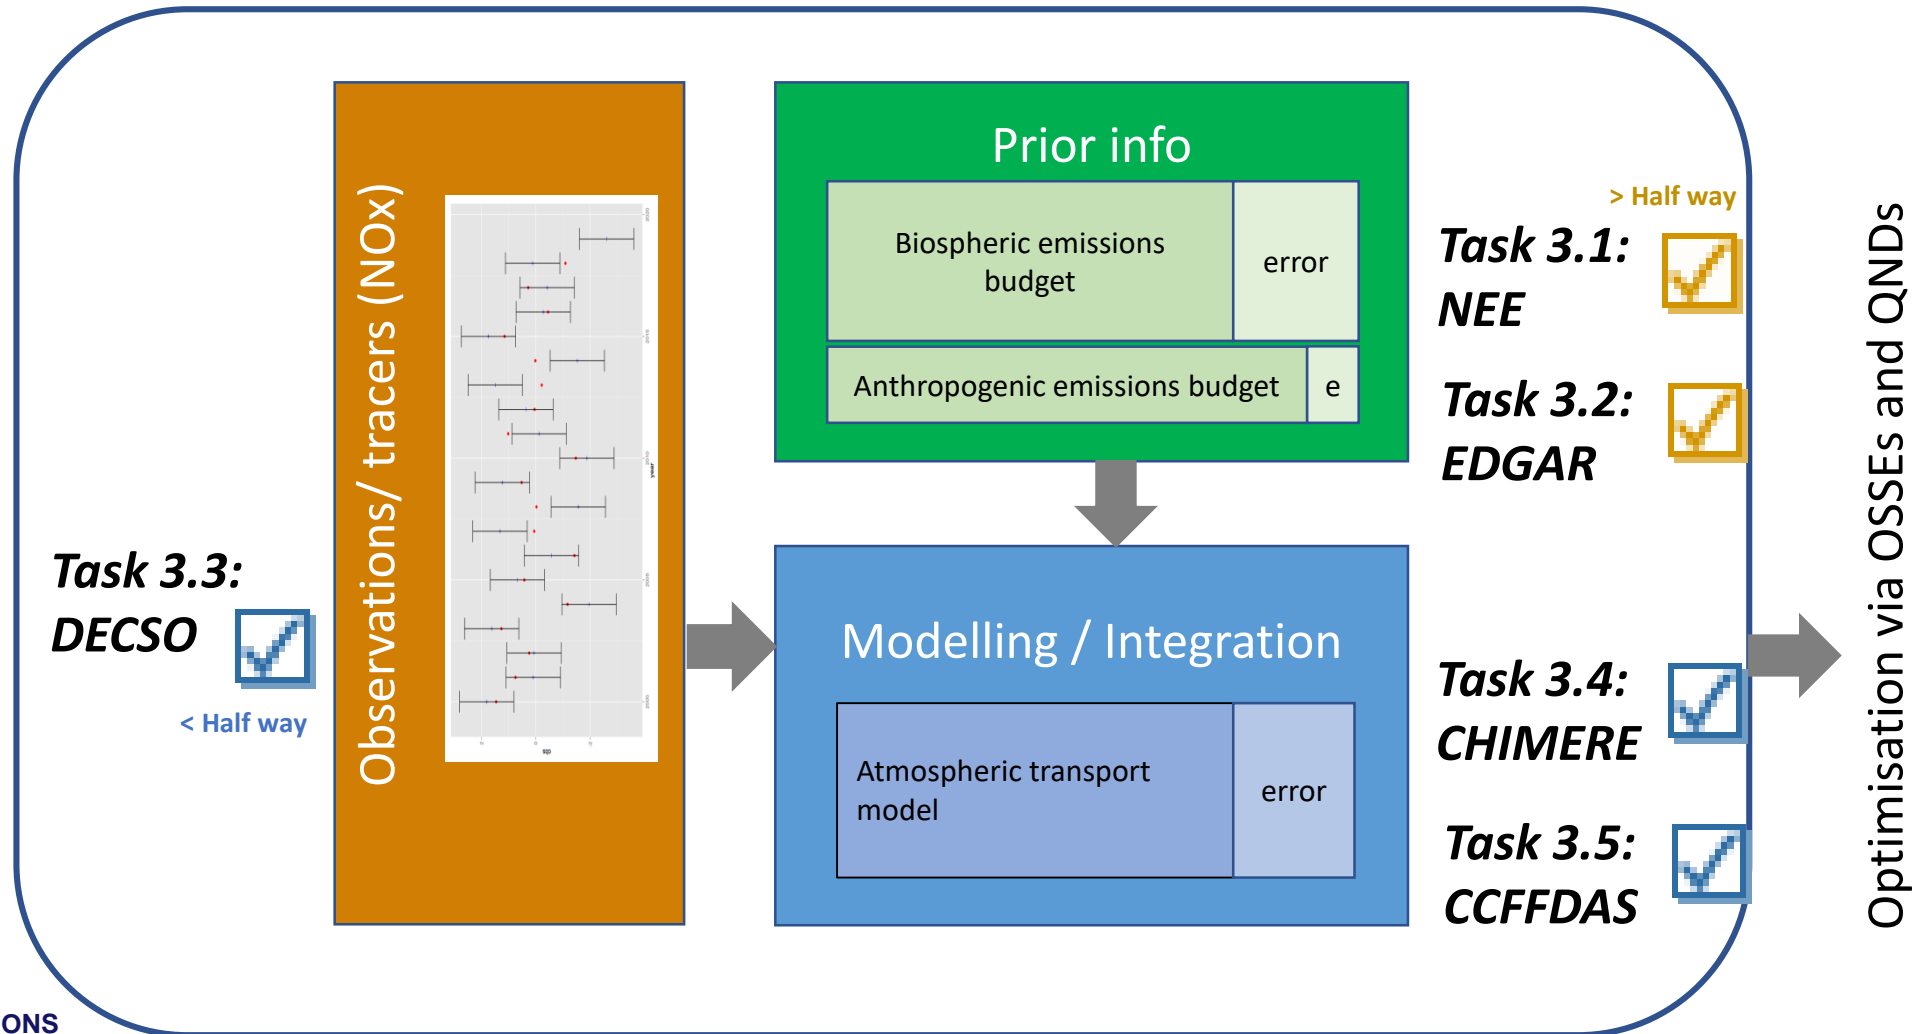 Observations/ tracers (NOx)
Task 3.3:
DECSO
< Half way
year
obs
Prior info
Biospheric emissions
budget
error
Anthropogenic emissions budget
e
> Half way
Task 3.1:
NEE
Task 3.2:
EDGAR
Modelling / Integration
Atmospheric transport
model
error
Task 3.4:
CHIMERE
Task 3.5:
CCFFDAS
Optimisation via OSSEs and QNDs
ONS